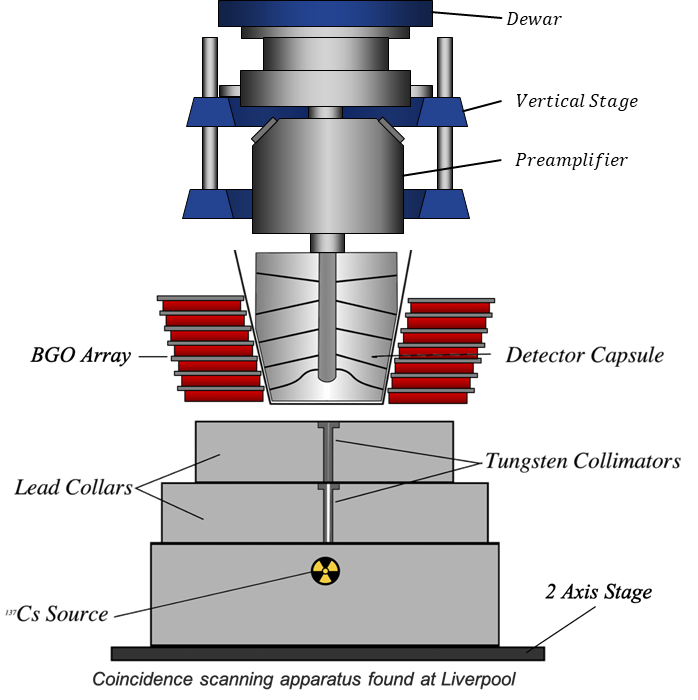 Dewar
Vertical Stage
Preamplifier
BGO Array
Detector Capsule
Tungsten Collimators
Lead Collars
2 Axis Stage
¹³⁷Cs Source
Coincidence scanning apparatus found at Liverpool